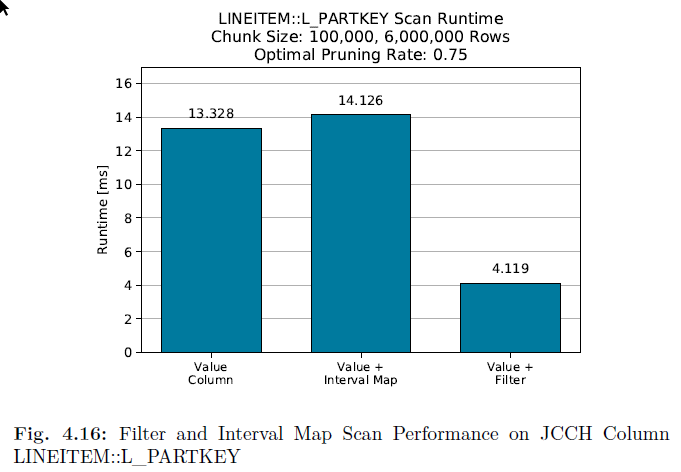 LINEITEM::L_PARTKEY Scan Runtime
Chunk Size: 100,000, 6,000,000 Rows
Optimal Pruning Rate: 0.75
16
14
12
10
8
6
4
2
0
Runtime [ms]
13.328
14.126
4.119
Value
Column
Value +
Interval Map
Value +
Filter
Fig. 4.16: Filter and Interval Map Scan Performance on JCCH Column
LINEITEM::L_PARTKEY